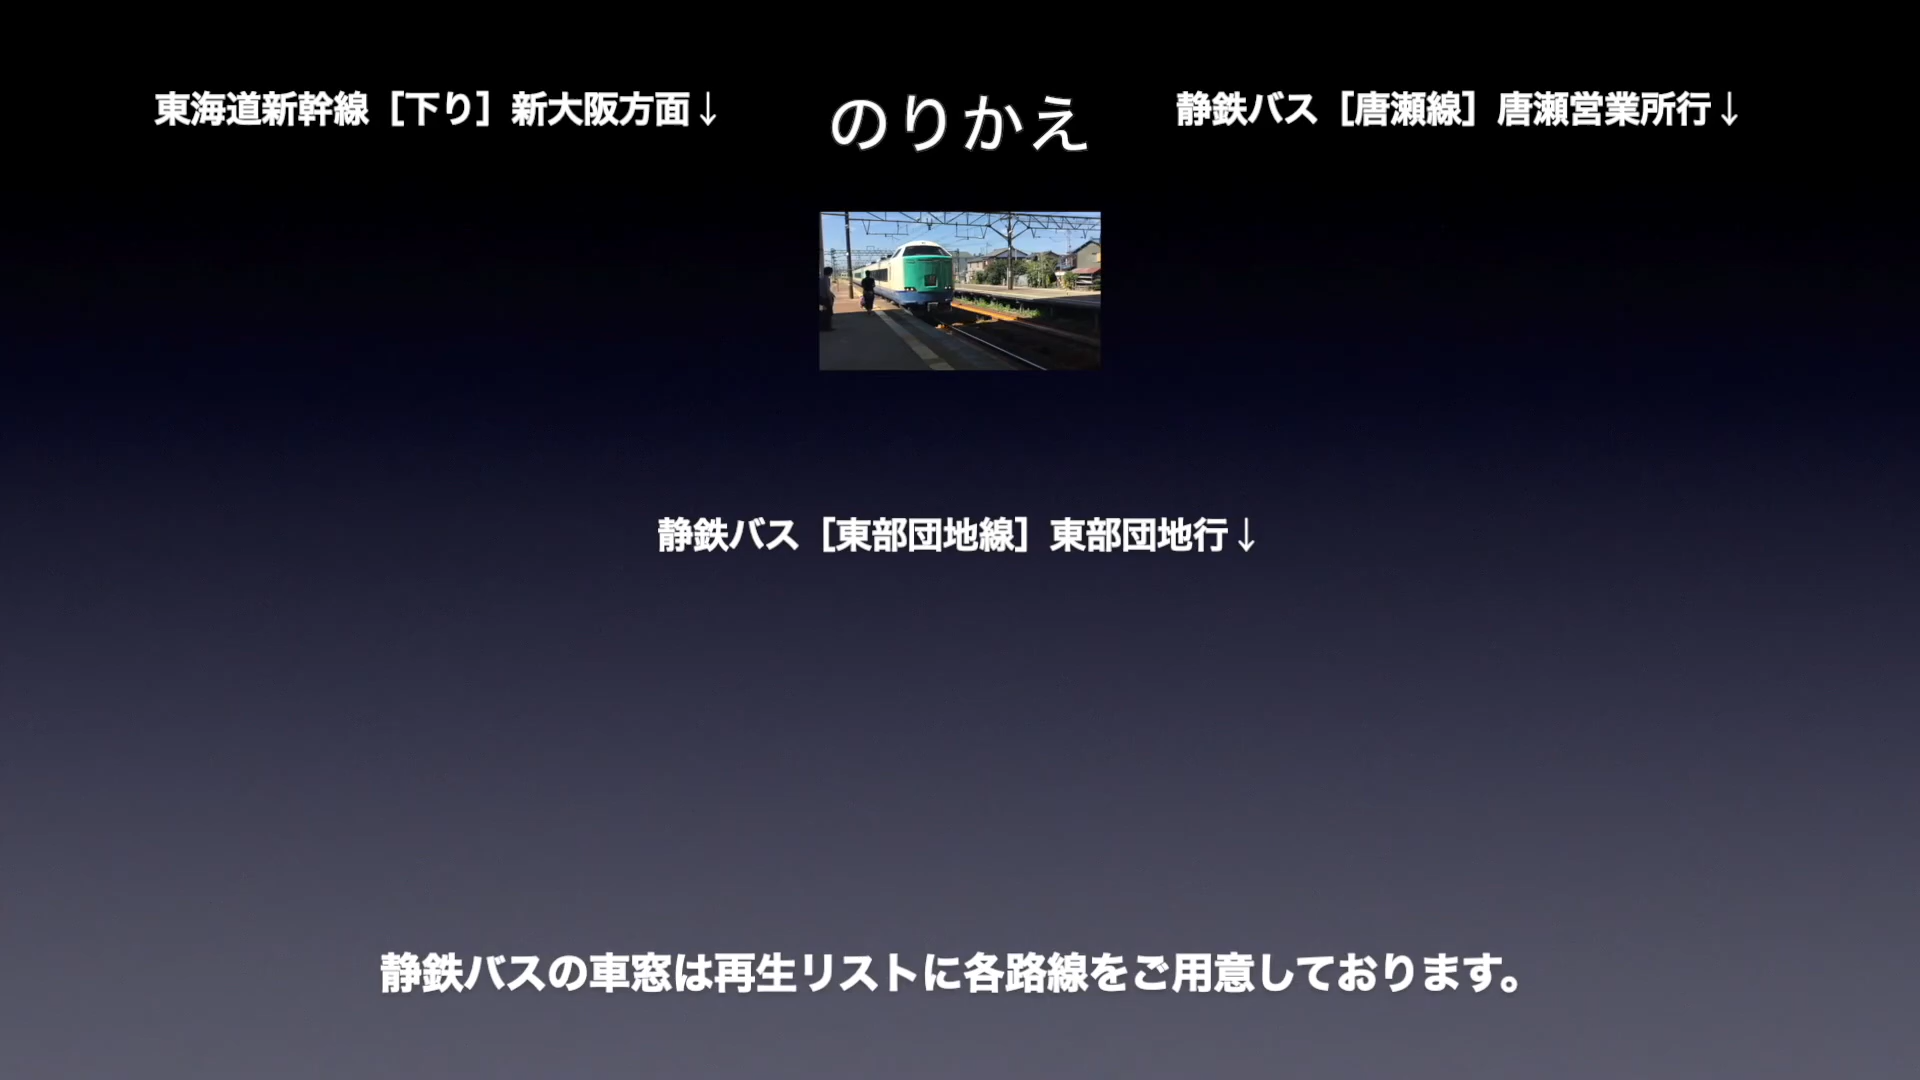 東海道新幹線［下り］新大阪方面↓
のりかえ
静鉄バス［唐瀬線］唐瀬営業所行↓
静鉄バス［東部団地線］東部団地行↓
静鉄バスの車窓は再生リストに各路線をご用意しております。